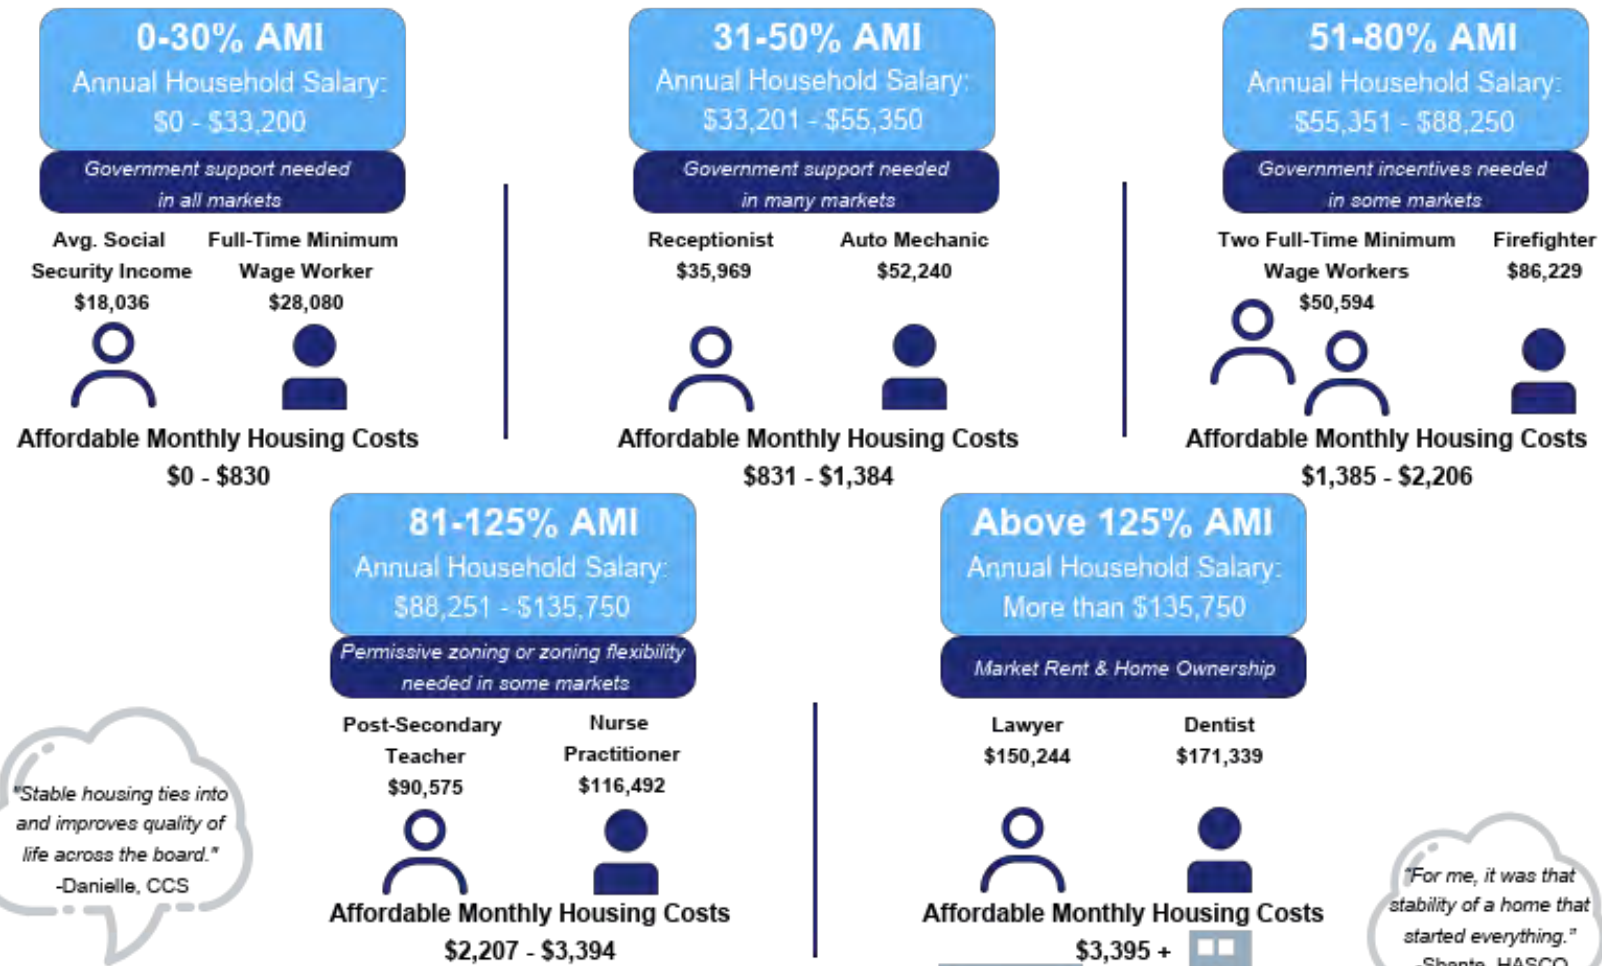 0-30% AMI
Annual Household Salary:
$0 - $33,200
Government support needed
in all markets
Avg. Social
Security Income
$18,036
Full-Time Minimum
Wage Worker
$28,080
Affordable Monthly Housing Costs
$0 - $830
31-50% AMI
Annual Household Salary:
$33,201 - $55,350
Government support needed
in many markets
Receptionist
$35,969
Auto Mechanic
$52,240
Affordable Monthly Housing Costs
$831 - $1,384
51-80% AMI
Annual Household Salary:
$55,351 - $88,250
Government incentives needed
in some markets
Two Full-Time Minimum
Wage Workers
$50,594
Firefighter
$86,229
Affordable Monthly Housing Costs
$1,385 - $2,206
81-125% AMI
Annual Household Salary:
$88,251 - $135,750
Permissive zoning or zoning flexibility
needed in some markets
Post-Secondary
Teacher
$90,575
Nurse
Practitioner
$116,492
Affordable Monthly Housing Costs
$2,207 - $3,394
Above 125% AMI
Annual Household Salary:
More than $135,750
Market Rent & Home Ownership
Lawyer
$150,244
Dentist
$171,339
Affordable Monthly Housing Costs
$3,395 +
"Stable housing ties into
and improves quality of
life across the board."
-Danielle, CCS
"For me, it was that
stability of a home that
started everything."
-Shante, HASCO